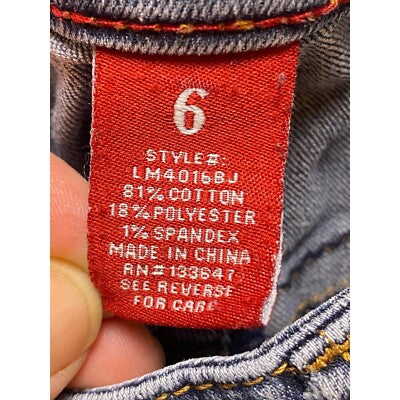 6
STYLE#:
LM4016BJ
81% COTTON
18% POLYESTER
1% SPANDEX
MADE IN CHINA
RN#133647
SEE REVERSE
FOR CARE